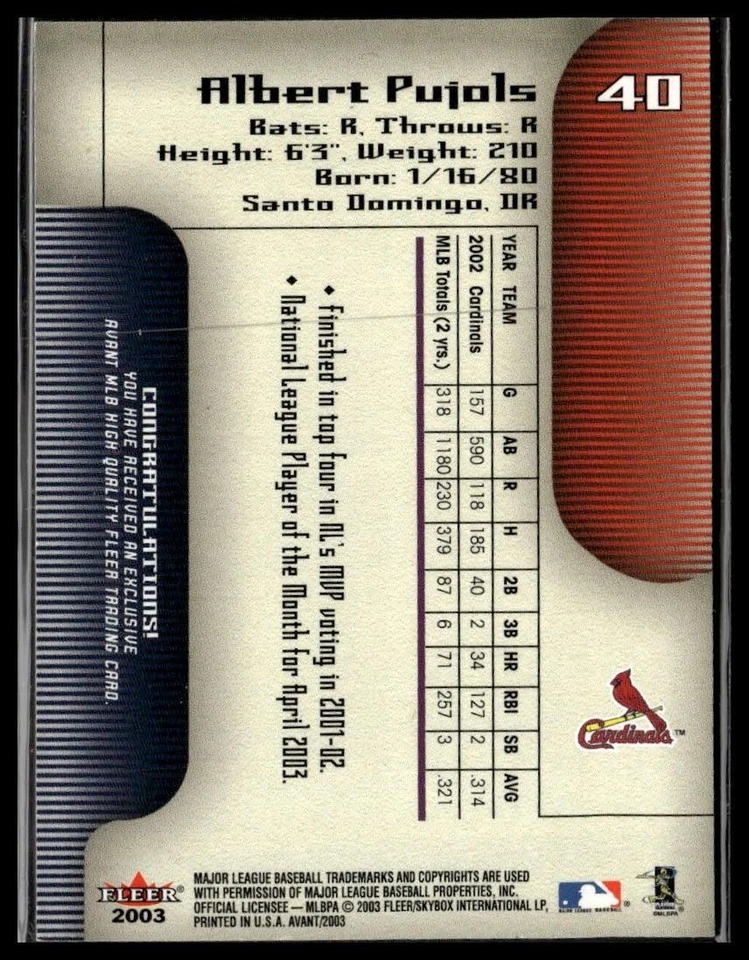 40
Albert Pujols
Bats: R, Throws: R
Height: 6'3", Weight: 210
Born: 1/16/80
Santo Domingo, DR
YEAR TEAM G AB R H 2B 3B HR RBI SB AVG
2002 Cardinals 157 590 118 185 40 2 34 127 2 .314
MLB Totals (2 yrs.) 318 1180 230 379 87 6 71 257 3 .321
♦ Finished in top four in NL's MVP voting in 2001-02.
♦ National League Player of the Month for April 2003.
CONGRATULATIONS!
YOU HAVE RECEIVED AN EXCLUSIVE
AVANT MLB HIGH QUALITY FLEER TRADING CARD.
Cardinals™
FLEER®
2003
MAJOR LEAGUE BASEBALL TRADEMARKS AND COPYRIGHTS ARE USED
WITH PERMISSION OF MAJOR LEAGUE BASEBALL PROPERTIES, INC.
OFFICIAL LICENSEE — MLBPA © 2003 FLEER/SKYBOX INTERNATIONAL LP,
PRINTED IN U.S.A. AVANT/2003
MAJOR LEAGUE BASEBALL®
©MLBPA